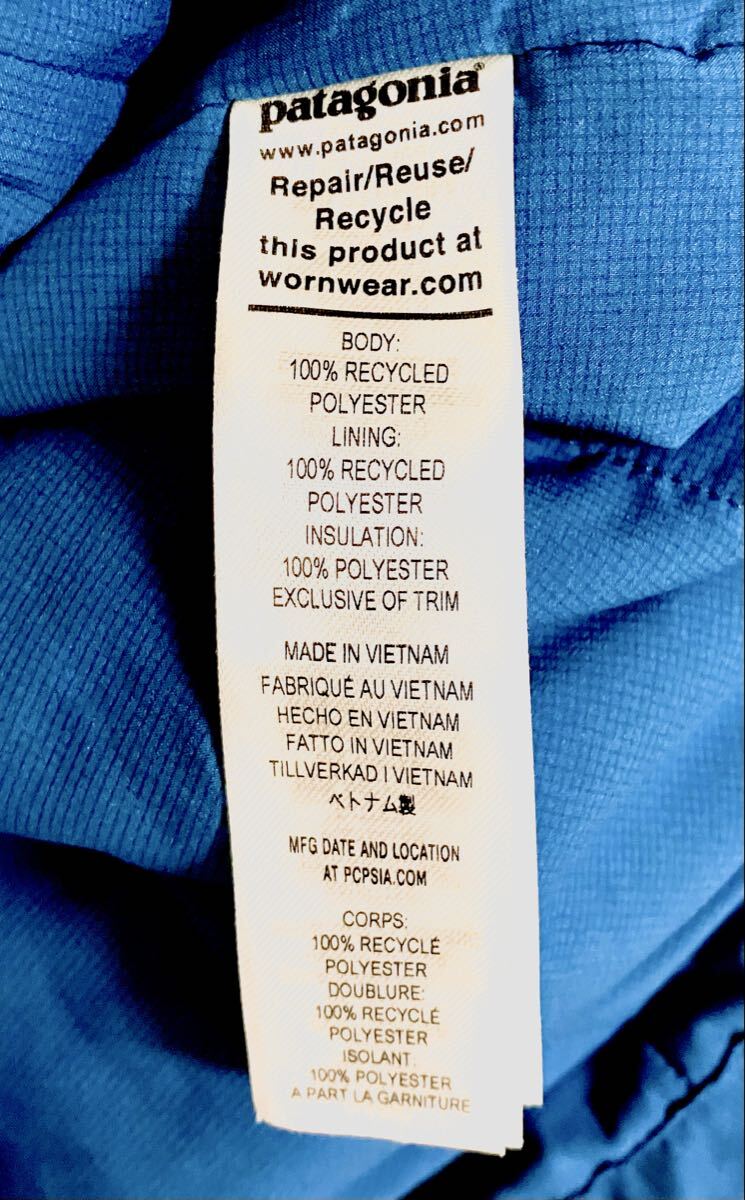 patagonia®
www.patagonia.com
Repair/Reuse/
Recycle
this product at
wornwear.com
BODY:
100% RECYCLED
POLYESTER
LINING:
100% RECYCLED
POLYESTER
INSULATION:
100% POLYESTER
EXCLUSIVE OF TRIM
MADE IN VIETNAM
FABRIQUÉ AU VIETNAM
HECHO EN VIETNAM
FATTO IN VIETNAM
TILLVERKAD I VIETNAM
ベトナム製
MFG DATE AND LOCATION
AT PCPSIA.COM
CORPS:
100% RECYCLÉ
POLYESTER
DOUBLURE:
100% RECYCLÉ
POLYESTER
ISOLANT:
100% POLYESTER
A PART LA GARNITURE